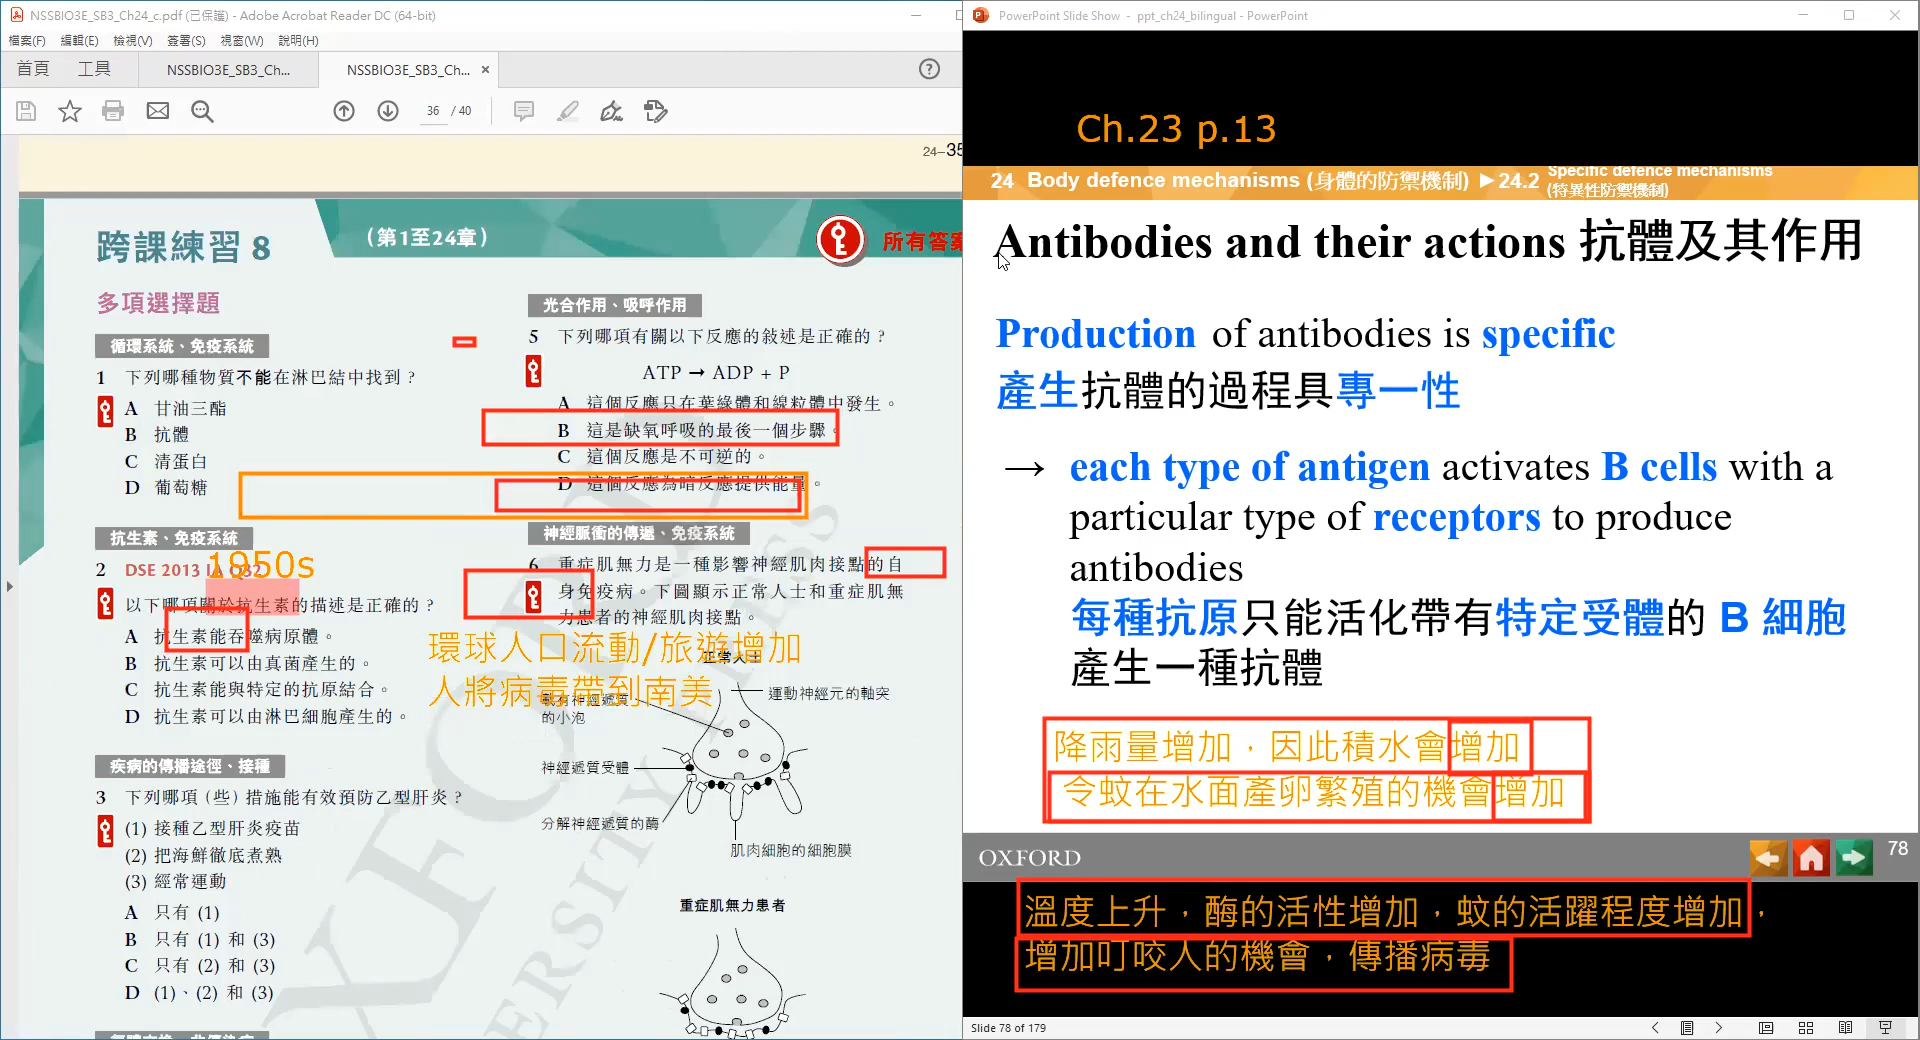 NSSBIO3E_SB3_Ch24_c.pdf (已保護) - Adobe Acrobat Reader DC (64-bit)
檔案(F) 編輯(E) 檢視(V) 簽署(S) 視窗(W) 說明(H)
首頁 工具 NSSBIO3E_SB3_Ch... NSSBIO3E_SB3_Ch... ×
36 / 40
24–35
跨課練習 8
(第1至24章)
所有答案
多項選擇題
循環系統、免疫系統
1 下列哪種物質不能在淋巴結中找到？
A 甘油三酯
B 抗體
C 清蛋白
D 葡萄糖
抗生素、免疫系統
1950s
2 DSE 2013 IA Q32
以下哪項關於抗生素的描述是正確的？
A 抗生素能吞噬病原體。
B 抗生素可以由真菌產生的。
C 抗生素能與特定的抗原結合。
D 抗生素可以由淋巴細胞產生的。
疾病的傳播途徑、接種
3 下列哪項（些）措施能有效預防乙型肝炎？
(1) 接種乙型肝炎疫苗
(2) 把海鮮徹底煮熟
(3) 經常運動
A 只有 (1)
B 只有 (1) 和 (3)
C 只有 (2) 和 (3)
D (1)、(2) 和 (3)
光合作用、呼吸作用
5 下列哪項有關以下反應的敍述是正確的？
ATP → ADP + P
A 這個反應只在葉綠體和線粒體中發生。
B 這是缺氧呼吸的最後一個步驟。
C 這個反應是不可逆的。
D 這個反應為暗反應提供能量。
神經脈衝的傳遞、免疫系統
6 重症肌無力是一種影響神經肌肉接點的自
身免疫病。下圖顯示正常人士和重症肌無
力患者的神經肌肉接點。
環球人口流動/旅遊增加
人將病毒帶到南美
正常人士
載有神經遞質
的小泡
運動神經元的軸突
神經遞質受體
分解神經遞質的酶
肌肉細胞的細胞膜
重症肌無力患者
PowerPoint Slide Show - ppt_ch24_bilingual - PowerPoint
Ch.23 p.13
24 Body defence mechanisms (身體的防禦機制) ▶ 24.2 Specific defence mechanisms
(特異性防禦機制)
Antibodies and their actions 抗體及其作用
Production of antibodies is specific
產生抗體的過程具專一性
→ each type of antigen activates B cells with a
particular type of receptors to produce
antibodies
每種抗原只能活化帶有特定受體的 B 細胞
產生一種抗體
降雨量增加，因此積水會增加
令蚊在水面產卵繁殖的機會增加
OXFORD
78
溫度上升，酶的活性增加，蚊的活躍程度增加，
增加叮咬人的機會，傳播病毒
Slide 78 of 179